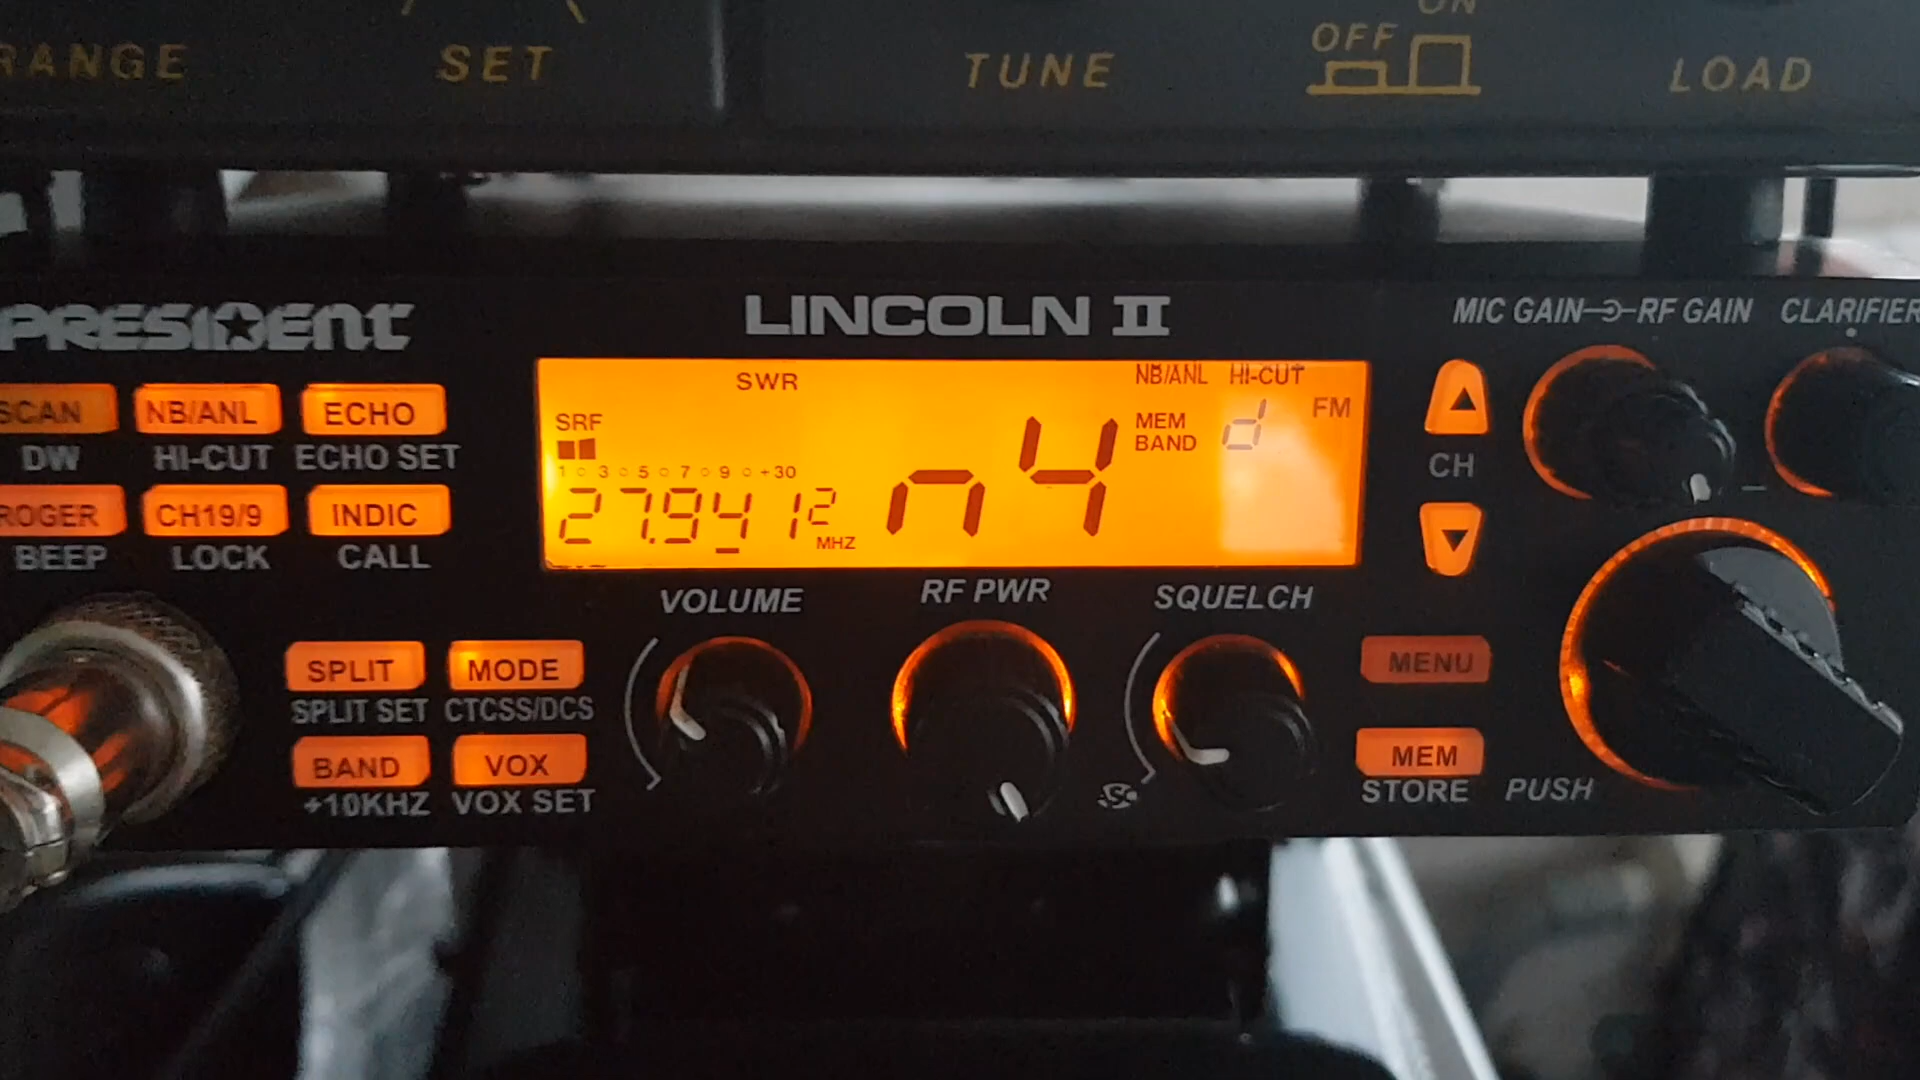 RANGE SET TUNE OFF ON LOAD
PRESIDENT LINCOLN II MIC GAIN RF GAIN CLARIFIER
SWR NB/ANL HI-CUT
SCAN NB/ANL ECHO SRF MEM BAND d FM
DW HI-CUT ECHO SET 1 3 5 7 9 +30 CH
ROGER CH19/9 INDIC 27.9412 MHZ n4
BEEP LOCK CALL
VOLUME RF PWR SQUELCH
SPLIT MODE MENU
SPLIT SET CTCSS/DCS
BAND VOX MEM
+10KHZ VOX SET STORE PUSH